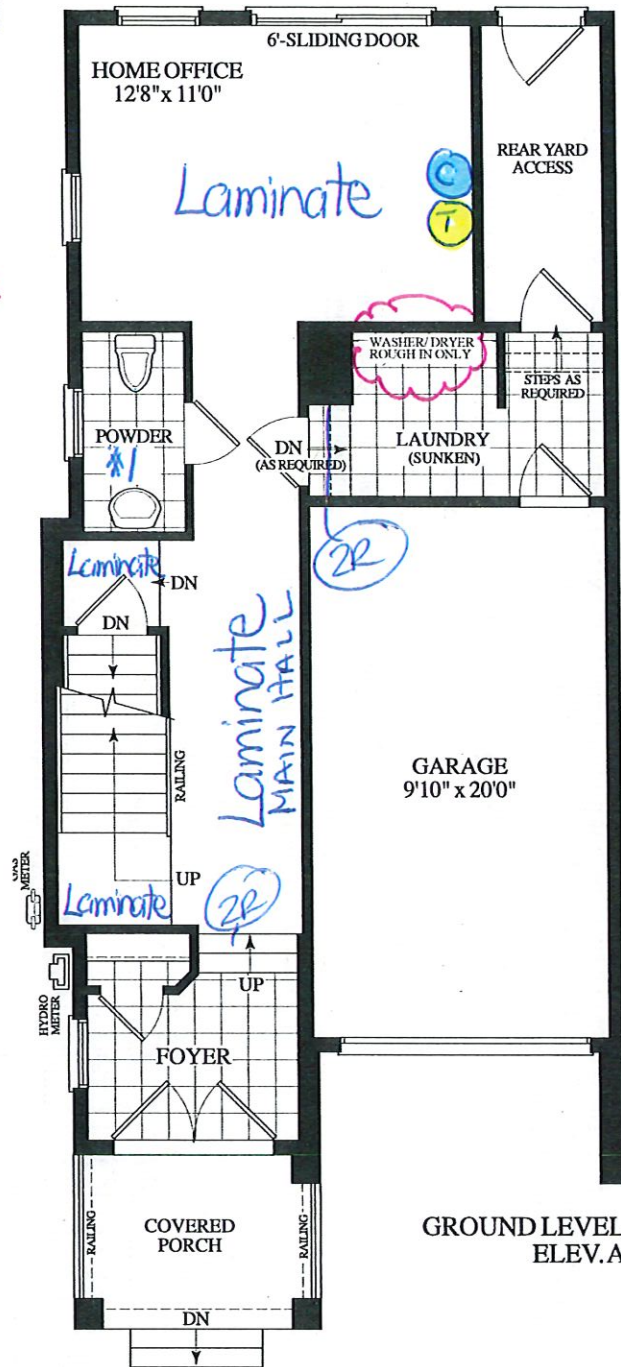 6'-SLIDING DOOR
HOME OFFICE
12'8" x 11'0"
Laminate
C
T
REAR YARD
ACCESS
WASHER/ DRYER
ROUGH IN ONLY
STEPS AS
REQUIRED
POWDER
*1
DN
(AS REQUIRED)
LAUNDRY
(SUNKEN)
2R
Laminate
DN
DN
Laminate
MAIN HALL
RAILING
GARAGE
9'10" x 20'0"
UP
GAS
METER
Laminate
2R
UP
HYDRO
METER
FOYER
RAILING
COVERED
PORCH
RAILING
GROUND LEVEL
ELEV. A
DN